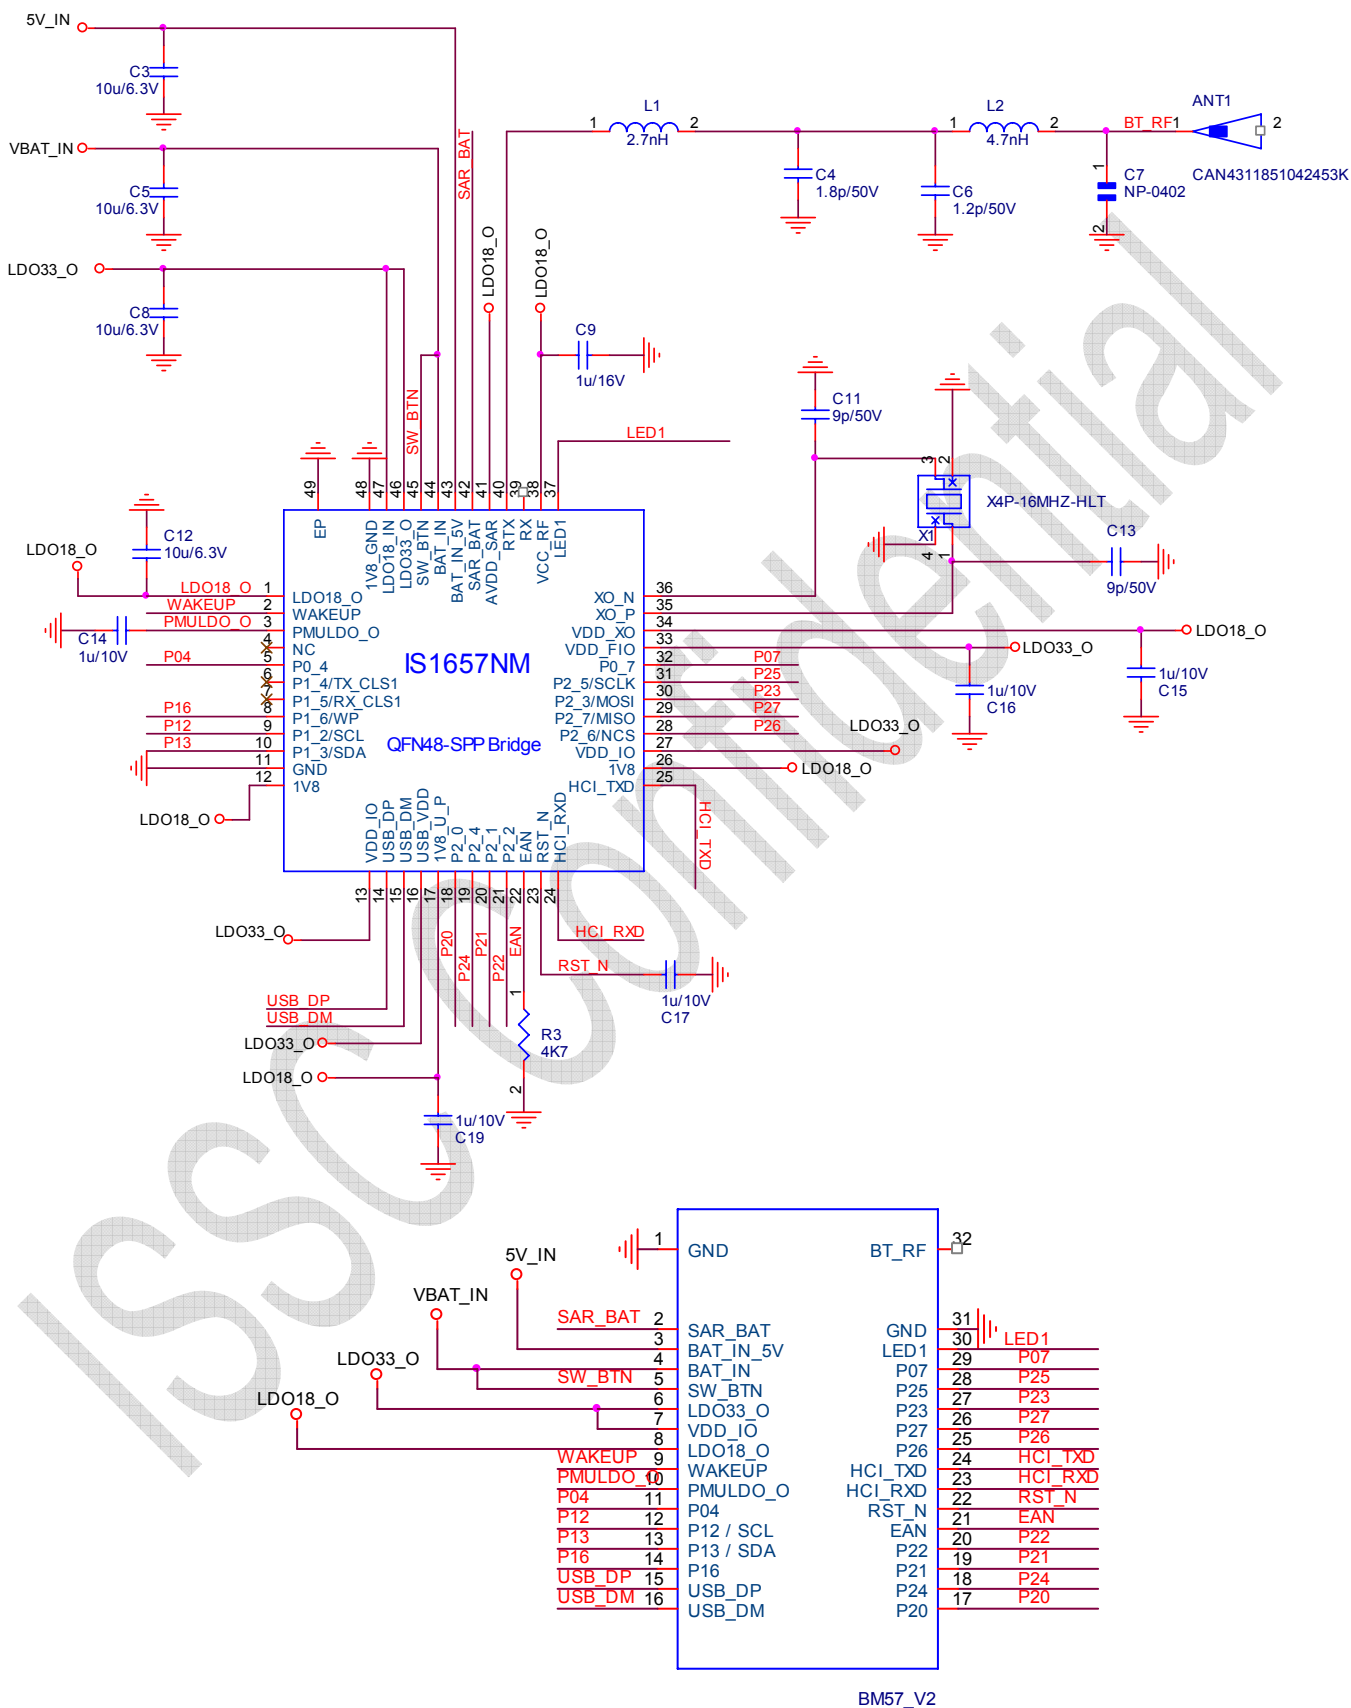 5V_IN
C3
10u/6.3V
VBAT_IN
C5
10u/6.3V
LDO33_O
C8
10u/6.3V
SAR_BAT
SW_BTN
LDO18_O
LDO18_O
C9
1u/16V
LED1
1 L1 2
2.7nH
C4
1.8p/50V
C6
1.2p/50V
1 L2 2
4.7nH
BT_RF 1
ANT1
2
CAN4311851042453K
1
C7
NP-0402
2
C11
9p/50V
3 2
X4P-16MHZ-HLT
X1
4 1
C13
9p/50V
49 48 47 46 45 44 43 42 41 40 39 38 37
EP
1V8_GND
LDO18_IN
LDO33_O
SW_BTN
BAT_IN
BAT_IN_5V
SAR_BAT
AVDD_SAR
RTX
RX
VCC_RF
LED1
C12
10u/6.3V
LDO18_O
LDO18_O 1 LDO18_O
WAKEUP 2 WAKEUP
PMULDO_O 3 PMULDO_O
C14
1u/10V
4 NC
P04 5 P0_4
6 P1_4/TX_CLS1
7 P1_5/RX_CLS1
P16 8 P1_6/WP
P12 9 P1_2/SCL
P13 10 P1_3/SDA
11 GND
12 1V8
LDO18_O
IS1657NM
QFN48-SPP Bridge
XO_N 36
XO_P 35
VDD_XO 34
LDO18_O
VDD_FIO 33
LDO33_O
P0_7 32 P07
P2_5/SCLK 31 P25
P2_3/MOSI 30 P23
P2_7/MISO 29 P27
P2_6/NCS 28 P26
VDD_IO 27
LDO33_O
1V8 26
LDO18_O
HCI_TXD 25
HCI_TXD
1u/10V
C16
1u/10V
C15
VDD_IO
USB_DP
USB_DM
USB_VDD
1V8_U_P
P2_0
P2_4
P2_1
P2_2
EAN
RST_N
HCI_RXD
13 14 15 16 17 18 19 20 21 22 23 24
LDO33_O
USB_DP
USB_DM
LDO33_O
LDO18_O
P20
P24
P21
P22
EAN
HCI_RXD
RST_N
1u/10V
C17
1
R3
4K7
2
1u/10V
C19
5V_IN
VBAT_IN
LDO33_O
LDO18_O
1 GND
SAR_BAT 2 SAR_BAT
3 BAT_IN_5V
4 BAT_IN
SW_BTN 5 SW_BTN
6 LDO33_O
7 VDD_IO
8 LDO18_O
WAKEUP 9 WAKEUP
PMULDO_O 10 PMULDO_O
P04 11 P04
P12 12 P12 / SCL
P13 13 P13 / SDA
P16 14 P16
USB_DP 15 USB_DP
USB_DM 16 USB_DM
BT_RF 32
GND 31
LED1 30 LED1
P07 29 P07
P25 28 P25
P23 27 P23
P27 26 P27
P26 25 P26
HCI_TXD 24 HCI_TXD
HCI_RXD 23 HCI_RXD
RST_N 22 RST_N
EAN 21 EAN
P22 20 P22
P21 19 P21
P24 18 P24
P20 17 P20
BM57_V2
ISSC Confidential